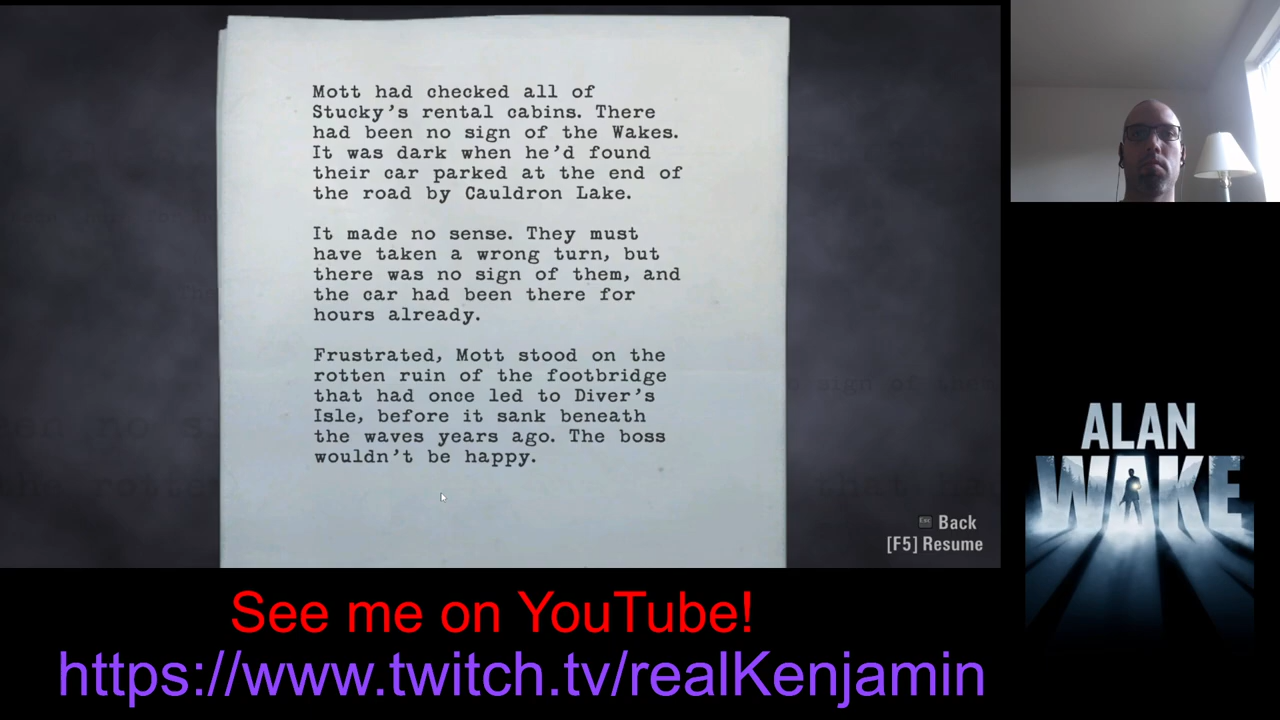 Mott had checked all of
Stucky's rental cabins. There
had been no sign of the Wakes.
It was dark when he'd found
their car parked at the end of
the road by Cauldron Lake.
It made no sense. They must
have taken a wrong turn, but
there was no sign of them, and
the car had been there for
hours already.
Frustrated, Mott stood on the
rotten ruin of the footbridge
that had once led to Diver's
Isle, before it sank beneath
the waves years ago. The boss
wouldn't be happy.
Esc Back
[F5] Resume
ALAN
WAKE
See me on YouTube!
https://www.twitch.tv/realKenjamin